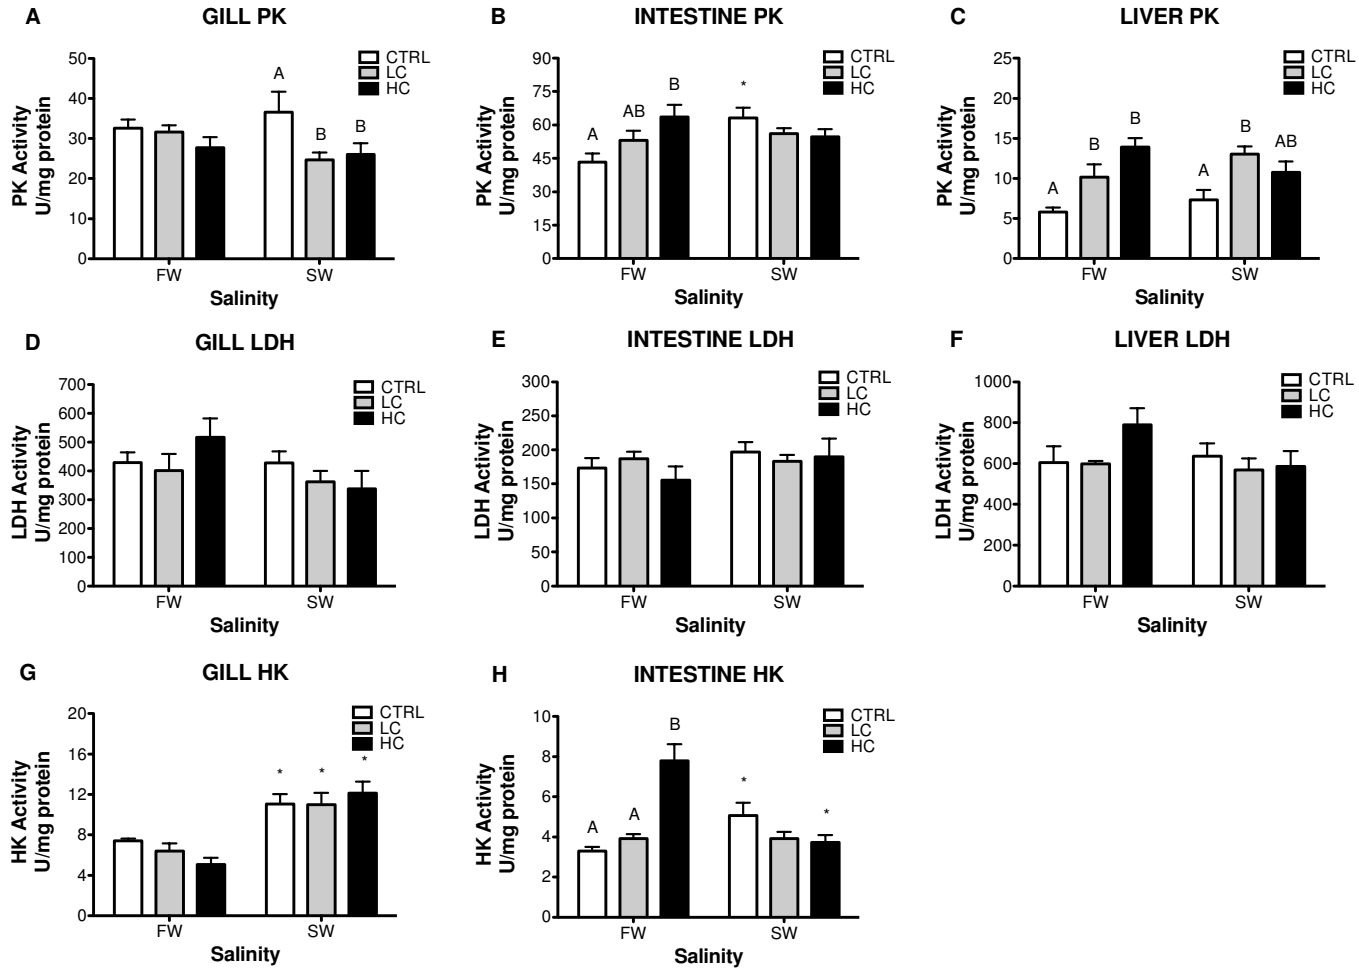 A GILL PK
50
40
30
20
10
0
PK Activity
U/mg protein
A
B
B
CTRL
LC
HC
FW SW
Salinity
B INTESTINE PK
90
75
60
45
30
15
0
PK Activity
U/mg protein
A
AB
B
*
CTRL
LC
HC
FW SW
Salinity
C LIVER PK
25
20
15
10
5
0
PK Activity
U/mg protein
A
B
B
A
B
AB
CTRL
LC
HC
FW SW
Salinity
D GILL LDH
700
600
500
400
300
200
100
0
LDH Activity
U/mg protein
CTRL
LC
HC
FW SW
Salinity
E INTESTINE LDH
300
250
200
150
100
50
0
LDH Activity
U/mg protein
CTRL
LC
HC
FW SW
Salinity
F LIVER LDH
1000
800
600
400
200
0
LDH Activity
U/mg protein
CTRL
LC
HC
FW SW
Salinity
G GILL HK
20
16
12
8
4
0
HK Activity
U/mg protein
*
*
*
CTRL
LC
HC
FW SW
Salinity
H INTESTINE HK
10
8
6
4
2
0
HK Activity
U/mg protein
A
A
B
*
*
CTRL
LC
HC
FW SW
Salinity